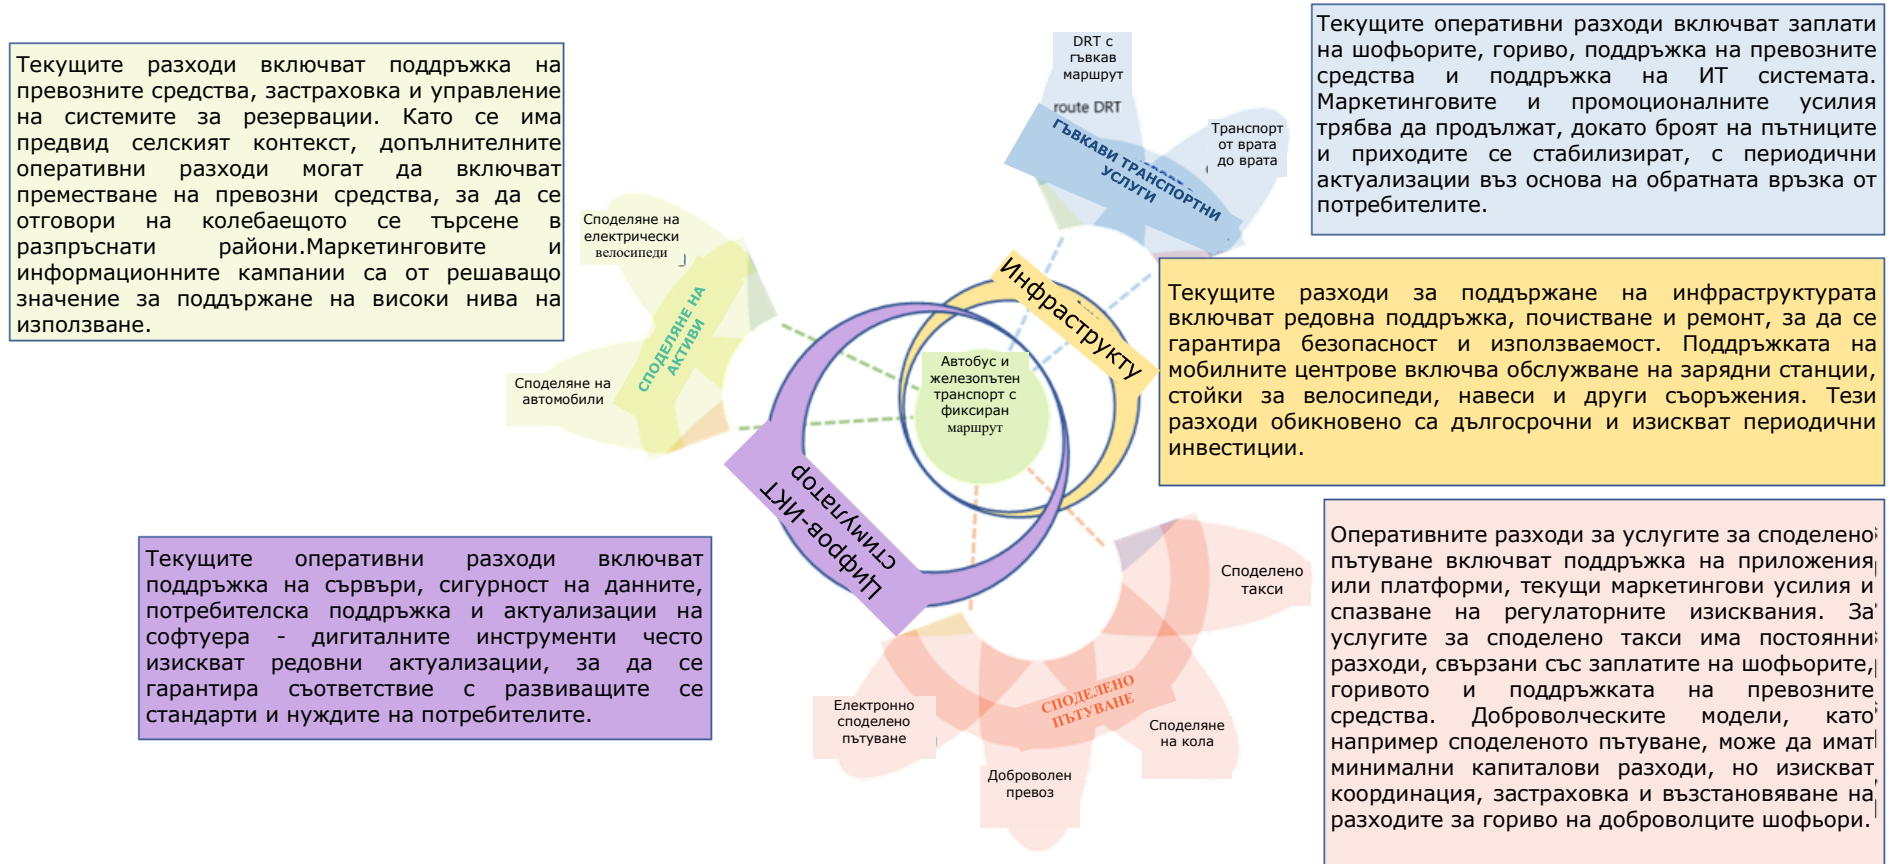 Текущите разходи включват поддръжка на
превозните средства, застраховка и управление
на системите за резервации. Като се има
предвид селският контекст, допълнителните
оперативни разходи могат да включват
преместване на превозни средства, за да се
отговори на колебаещото се търсене в
разпръснати райони.Маркетинговите и
информационните кампании са от решаващо
значение за поддържане на високи нива на
използване.
DRT с
гъвкав
маршрут
route DRT
Транспорт
от врата
до врата
ГЪВКАВИ ТРАНСПОРТНИ
УСЛУГИ
Текущите оперативни разходи включват заплати
на шофьорите, гориво, поддръжка на превозните
средства и поддръжка на ИТ системата.
Маркетинговите и промоционалните усилия
трябва да продължат, докато броят на пътниците
и приходите се стабилизират, с периодични
актуализации въз основа на обратната връзка от
потребителите.
Споделяне на
електрически
велосипеди
СПОДЕЛЯНЕ НА
АКТИВИ
Споделяне на
автомобили
Инфраструкту
Автобус и
железопътен
транспорт с
фиксиран
маршрут
Текущите разходи за поддържане на инфраструктурата
включват редовна поддръжка, почистване и ремонт, за да се
гарантира безопасност и използваемост. Поддръжката на
мобилните центрове включва обслужване на зарядни станции,
стойки за велосипеди, навеси и други съоръжения. Тези
разходи обикновено са дългосрочни и изискват периодични
инвестиции.
Цифров-ИКТ
стимулатор
Текущите оперативни разходи включват
поддръжка на сървъри, сигурност на данните,
потребителска поддръжка и актуализации на
софтуера - дигиталните инструменти често
изискват редовни актуализации, за да се
гарантира съответствие с развиващите се
стандарти и нуждите на потребителите.
Споделено
такси
СПОДЕЛЕНО
ПЪТУВАНЕ
Електронно
споделено
пътуване
Споделяне
на кола
Доброволен
превоз
Оперативните разходи за услугите за споделено
пътуване включват поддръжка на приложения
или платформи, текущи маркетингови усилия и
спазване на регулаторните изисквания. За
услугите за споделено такси има постоянни
разходи, свързани със заплатите на шофьорите,
горивото и поддръжката на превозните
средства. Доброволческите модели, като
например споделеното пътуване, може да имат
минимални капиталови разходи, но изискват
координация, застраховка и възстановяване на
разходите за гориво на доброволците шофьори.